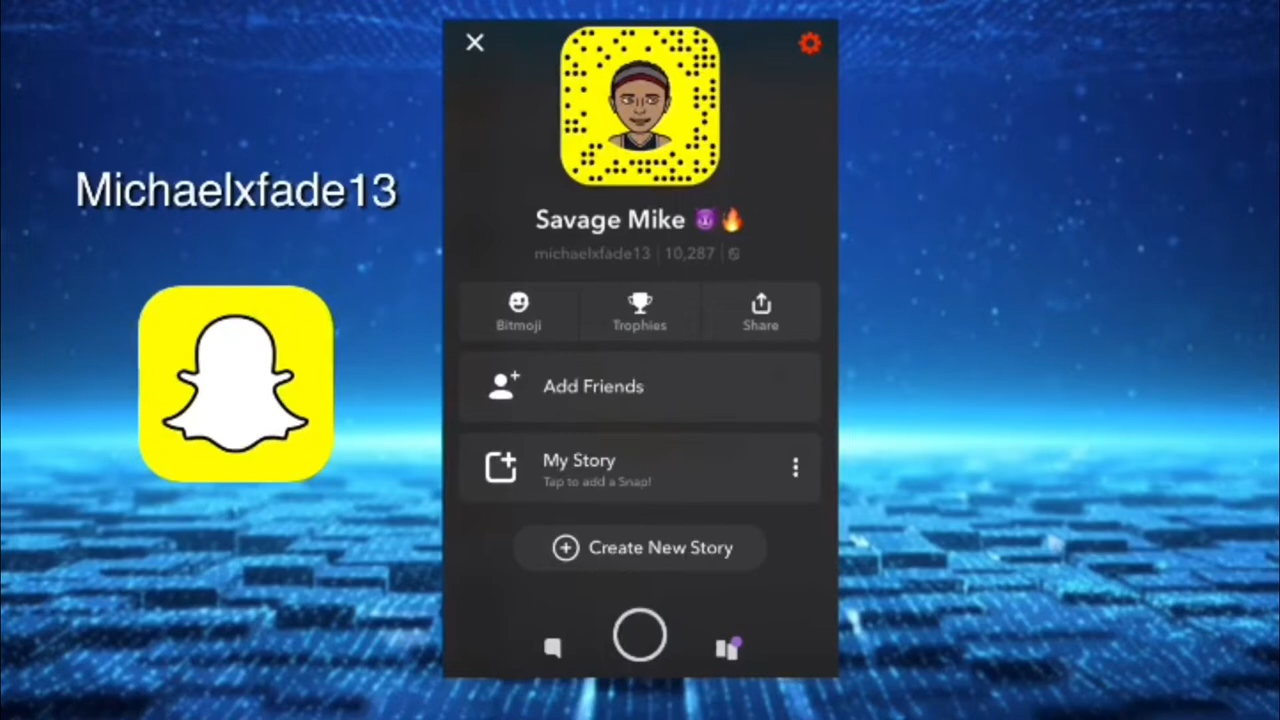 Michaelxfade13
Savage Mike 😈🔥
michaelxfade13 | 10,287
Bitmoji
Trophies
Share
Add Friends
My Story
Tap to add a Snap!
Create New Story